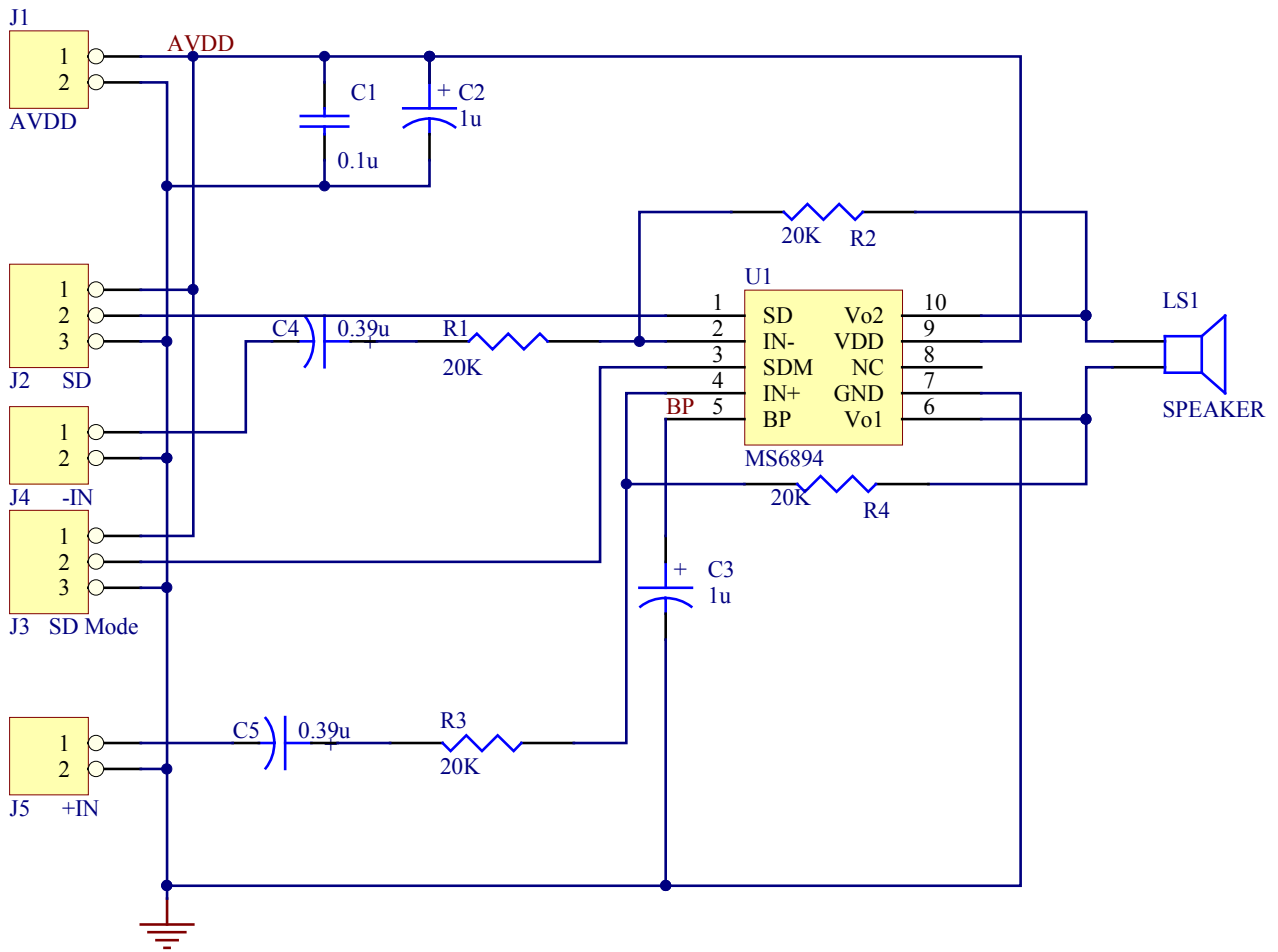 J1
1
2
AVDD
AVDD
C1
0.1u
+ C2
1u
20K R2
J2 SD
1
2
3
C4 0.39u
+
R1
20K
U1
1 SD Vo2 10
2 IN- VDD 9
3 SDM NC 8
4 IN+ GND 7
BP 5 BP Vo1 6
MS6894
LS1
SPEAKER
1
2
J4 -IN
20K R4
1
2
3
J3 SD Mode
+ C3
1u
1
2
J5 +IN
C5 0.39u
+
R3
20K